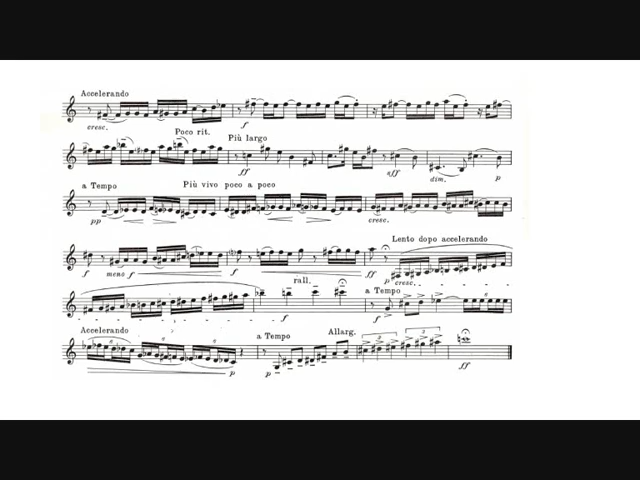 Accelerando
cresc.
f
Poco rit.
Più largo
ff
sff
dim.
p
a Tempo
Più vivo poco a poco
pp
cresc.
Lento dopo accelerando
f
meno f
f
rall.
ff
p
cresc.
a Tempo
f
f
Accelerando
a Tempo
Allarg.
p
p
ff